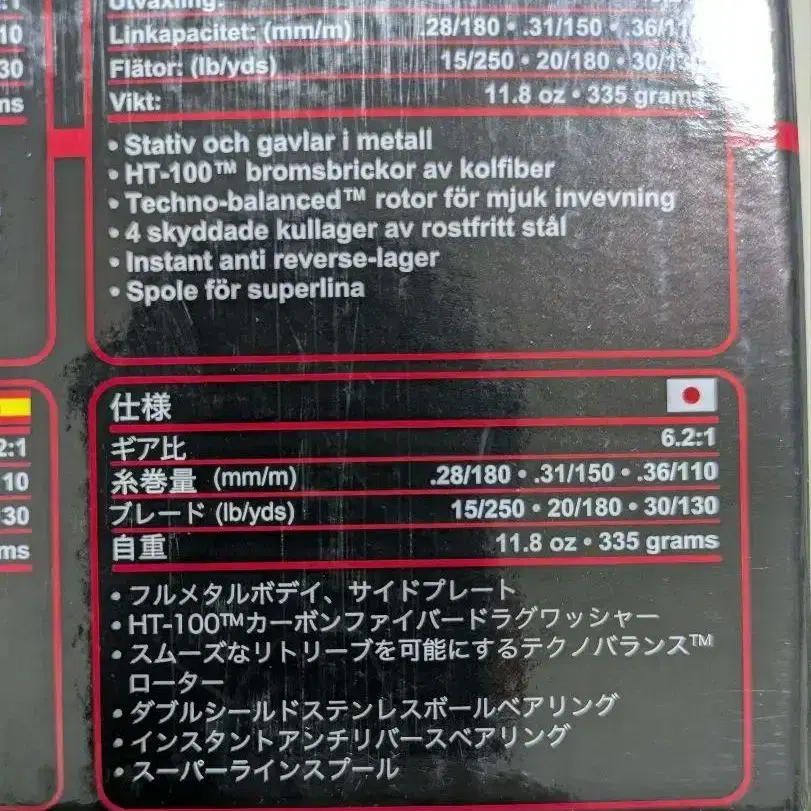 Utväxling:
Linkapacitet: (mm/m) .28/180 • .31/150 • .36/110
Flätor: (lb/yds) 15/250 • 20/180 • 30/130
Vikt: 11.8 oz • 335 grams
• Stativ och gavlar i metall
• HT-100™ bromsbrickor av kolfiber
• Techno-balanced™ rotor för mjuk invevning
• 4 skyddade kullager av rostfritt stål
• Instant anti reverse-lager
• Spole för superlina
10
30
ms
2:1
10
30
ms
仕様
ギア比 6.2:1
糸巻量 (mm/m) .28/180 • .31/150 • .36/110
ブレード (lb/yds) 15/250 • 20/180 • 30/130
自重 11.8 oz • 335 grams
• フルメタルボディ、サイドプレート
• HT-100™カーボンファイバードラグワッシャー
• スムーズなリトリーブを可能にするテクノバランス™
ローター
• ダブルシールドステンレスボールベアリング
• インスタントアンチリバースベアリング
• スーパーラインスプール